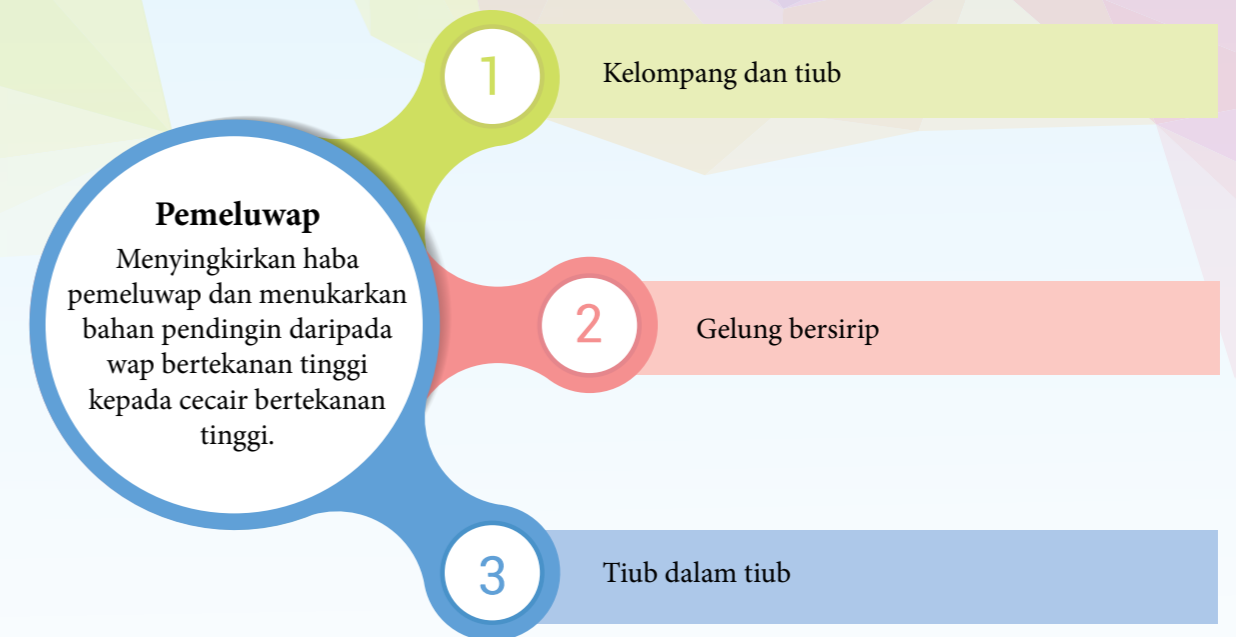 Pemeluwap
Menyingkirkan haba
pemeluwap dan menukarkan
bahan pendingin daripada
wap bertekanan tinggi
kepada cecair bertekanan
tinggi.
1
Kelompang dan tiub
2
Gelung bersirip
3
Tiub dalam tiub